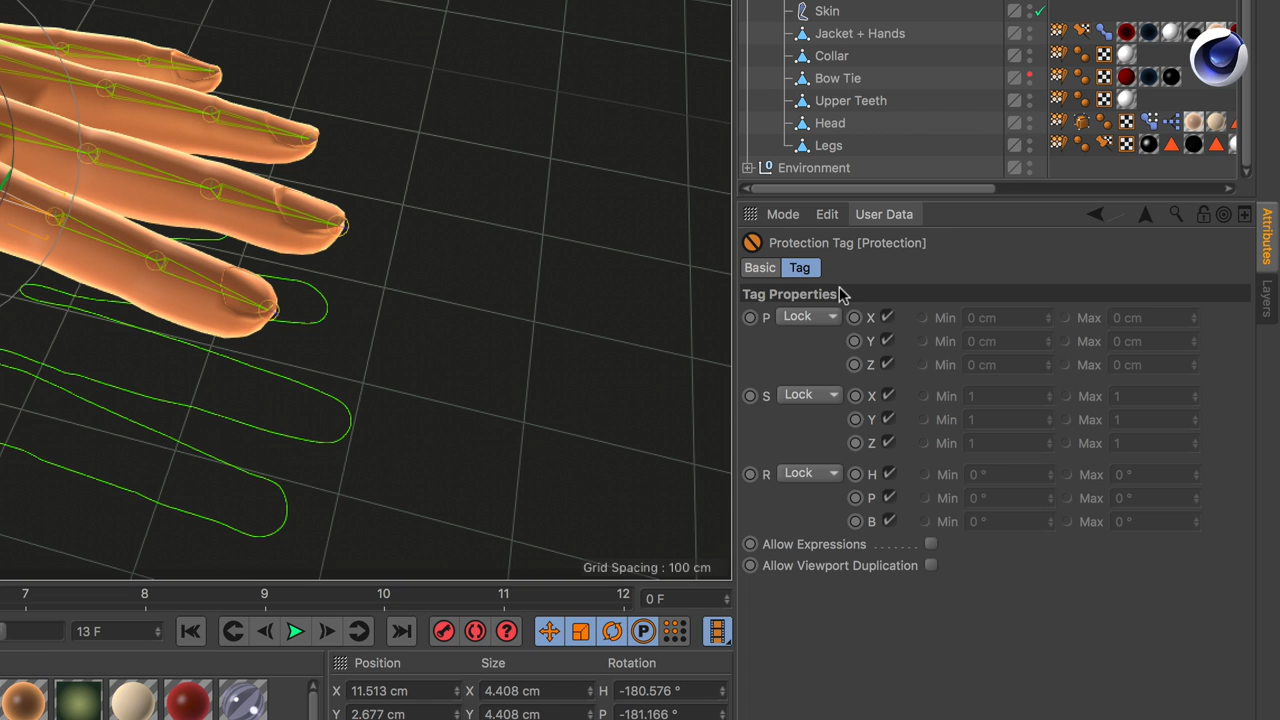 Skin
Jacket + Hands
Collar
Bow Tie
Upper Teeth
Head
Legs
Environment
Mode Edit User Data
Protection Tag [Protection]
Basic Tag
Tag Properties
P Lock X Min 0 cm Max 0 cm
Y Min 0 cm Max 0 cm
Z Min 0 cm Max 0 cm
S Lock X Min 1 Max 1
Y Min 1 Max 1
Z Min 1 Max 1
R Lock H Min 0 ° Max 0 °
P Min 0 ° Max 0 °
B Min 0 ° Max 0 °
Allow Expressions . . . . . . .
Allow Viewport Duplication
Attributes
Layers
Grid Spacing : 100 cm
7 8 9 10 11 12 0 F
13 F
Position Size Rotation
X 11.513 cm X 4.408 cm H -180.576 °
Y 2.677 cm Y 4.408 cm P -181.166 °